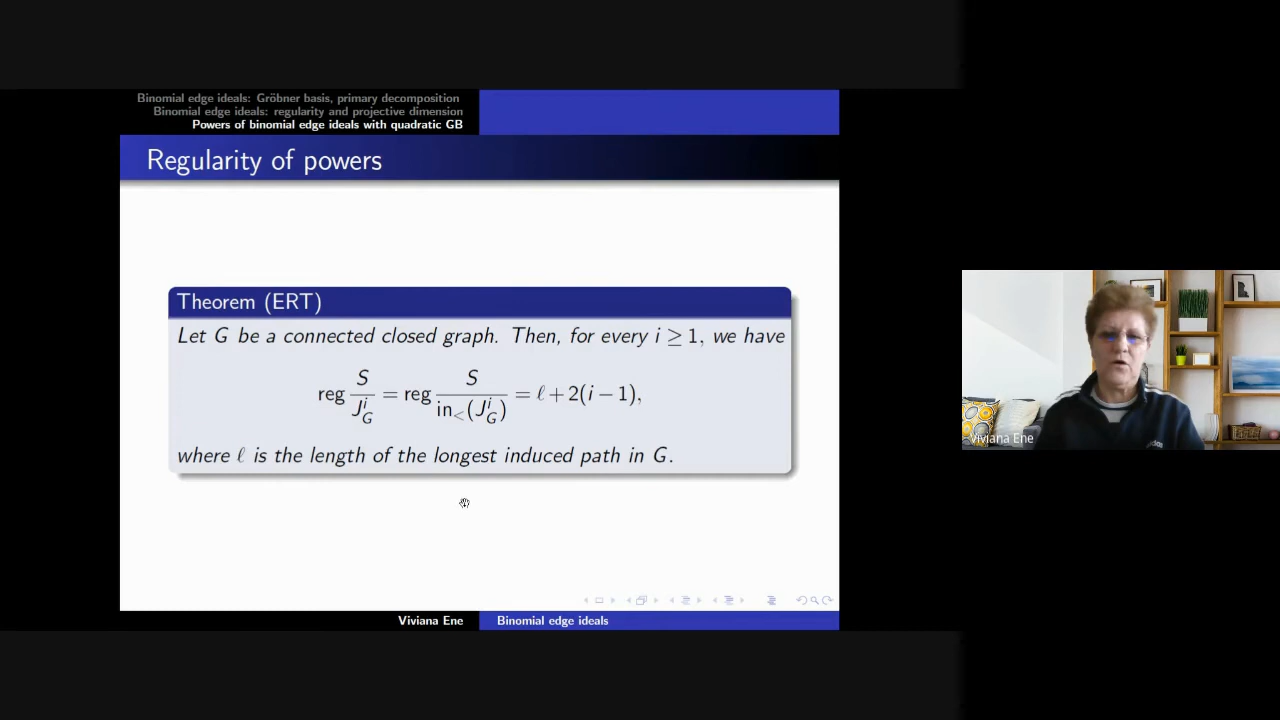 Binomial edge ideals: Gröbner basis, primary decomposition
Binomial edge ideals: regularity and projective dimension
Powers of binomial edge ideals with quadratic GB
Regularity of powers
Theorem (ERT)
Let G be a connected closed graph. Then, for every i ≥ 1, we have
reg S/J_G^i = reg S/in_<(J_G^i) = ℓ + 2(i − 1),
where ℓ is the length of the longest induced path in G.
Viviana Ene
Viviana Ene Binomial edge ideals